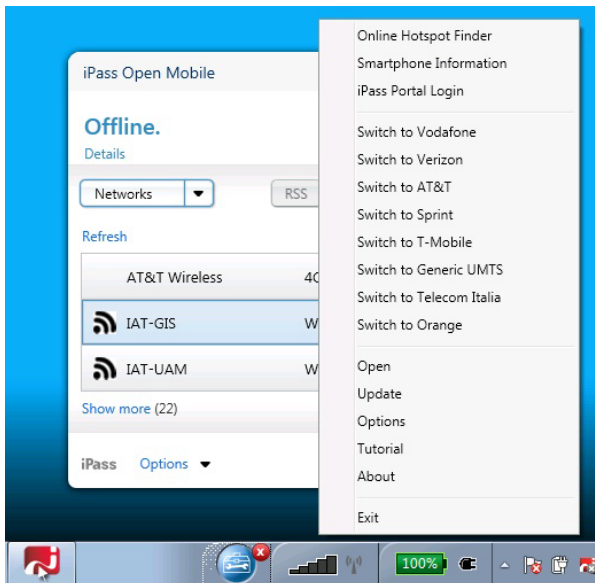 iPass Open Mobile
Offline.
Details
Networks
RSS
Refresh
AT&T Wireless
IAT-GIS
IAT-UAM
Show more (22)
iPass Options
Online Hotspot Finder
Smartphone Information
iPass Portal Login
Switch to Vodafone
Switch to Verizon
Switch to AT&T
Switch to Sprint
Switch to T-Mobile
Switch to Generic UMTS
Switch to Telecom Italia
Switch to Orange
Open
Update
Options
Tutorial
About
Exit
100%